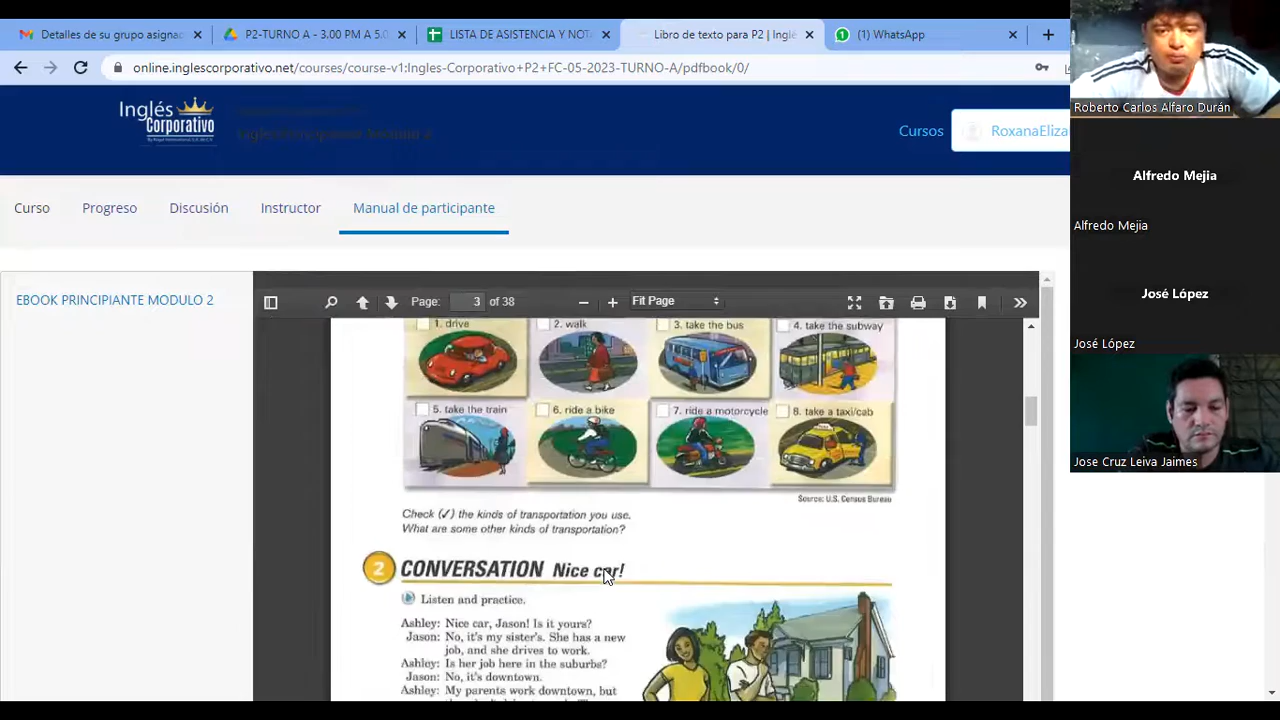 Detalles de su grupo asignac
P2-TURNO A - 3.00 PM A 5.0
LISTA DE ASISTENCIA Y NOT
Libro de texto para P2 | Inglé
(1) WhatsApp
online.inglescorporativo.net/courses/course-v1:Ingles-Corporativo+P2+FC-05-2023-TURNO-A/pdfbook/0/
Inglés
Corporativo
Cursos
RoxanaEliza
Curso
Progreso
Discusión
Instructor
Manual de participante
EBOOK PRINCIPIANTE MODULO 2
Page: 3 of 38
Fit Page
1. drive
2. walk
3. take the bus
4. take the subway
5. take the train
6. ride a bike
7. ride a motorcycle
8. take a taxi/cab
Source: U.S. Census Bureau
Check (✓) the kinds of transportation you use.
What are some other kinds of transportation?
2 CONVERSATION Nice car!
Listen and practice.
Ashley: Nice car, Jason! Is it yours?
Jason: No, it's my sister's. She has a new
job, and she drives to work.
Ashley: Is her job here in the suburbs?
Jason: No, it's downtown.
Ashley: My parents work downtown, but
Roberto Carlos Alfaro Durán
Alfredo Mejia
Alfredo Mejia
José López
José López
Jose Cruz Leiva Jaimes